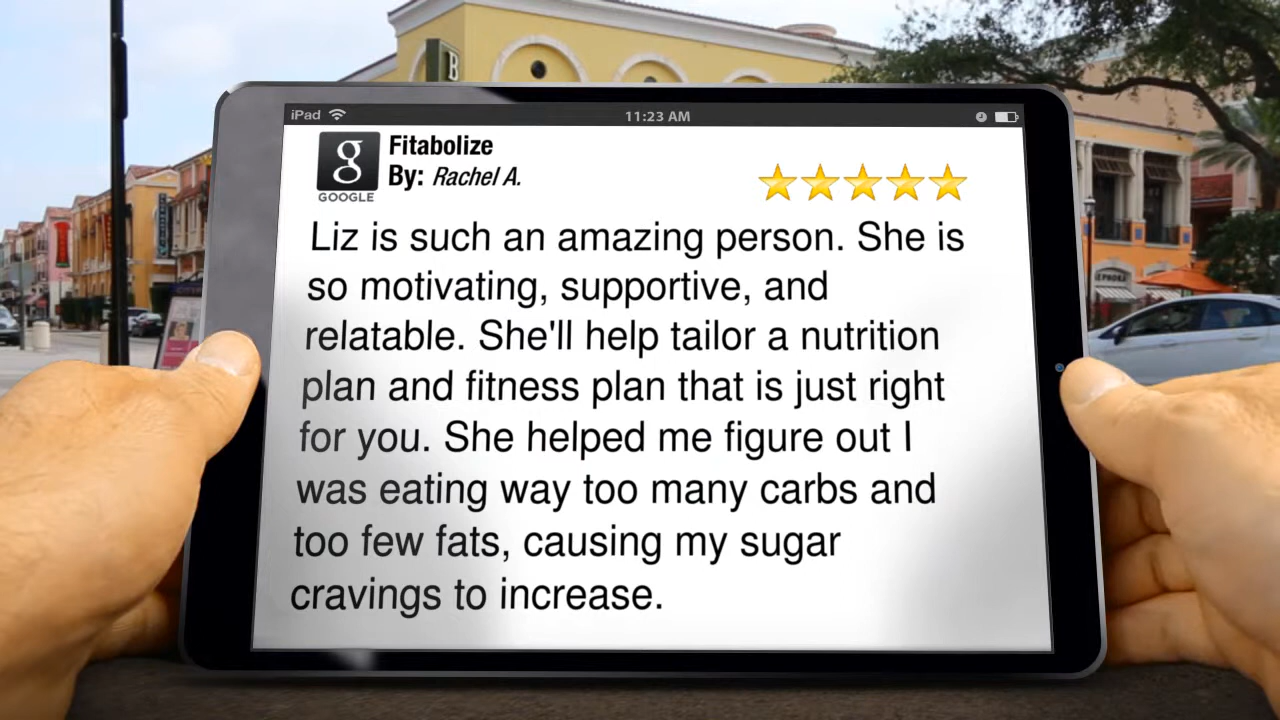 B
iPad
11:23 AM
g
GOOGLE
Fitabolize
By: Rachel A.
Liz is such an amazing person. She is
so motivating, supportive, and
relatable. She'll help tailor a nutrition
plan and fitness plan that is just right
for you. She helped me figure out I
was eating way too many carbs and
too few fats, causing my sugar
cravings to increase.
SEPHORA